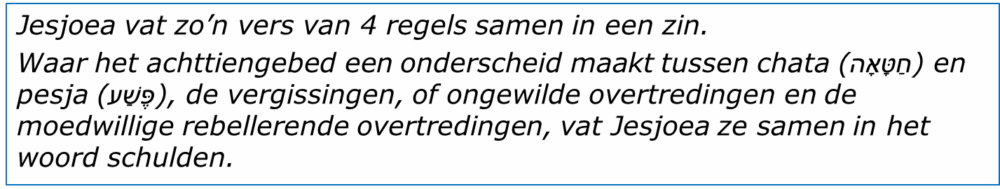 Jesjoea vat zo’n vers van 4 regels samen in een zin.
Waar het achttiengebed een onderscheid maakt tussen chata (חַטָּאָה) en
pesja (פֶּשַׁע), de vergissingen, of ongewilde overtredingen en de
moedwillige rebellerende overtredingen, vat Jesjoea ze samen in het
woord schulden.